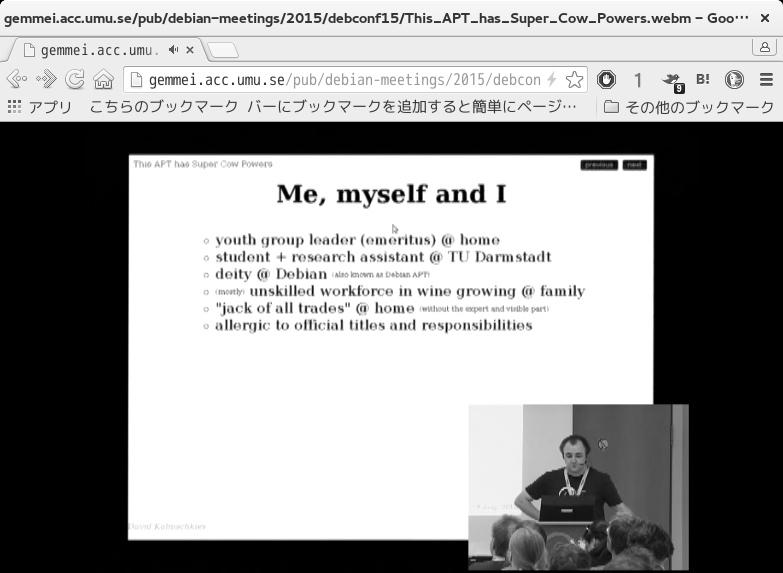 gemmei.acc.umu.se/pub/debian-meetings/2015/debconf15/This_APT_has_Super_Cow_Powers.webm – Goo…
gemmei.acc.umu.
gemmei.acc.umu.se/pub/debian-meetings/2015/debcon
1
9
B!
アプリ こちらのブックマーク バーにブックマークを追加すると簡単にページ… その他のブックマーク
This APT has Super Cow Powers
previous next
Me, myself and I
youth group leader (emeritus) @ home
student + research assistant @ TU Darmstadt
deity @ Debian (also known as Debian APT)
(mostly) unskilled workforce in wine growing @ family
"jack of all trades" @ home (without the expert and visible part)
allergic to official titles and responsibilities
David Kalnischkies